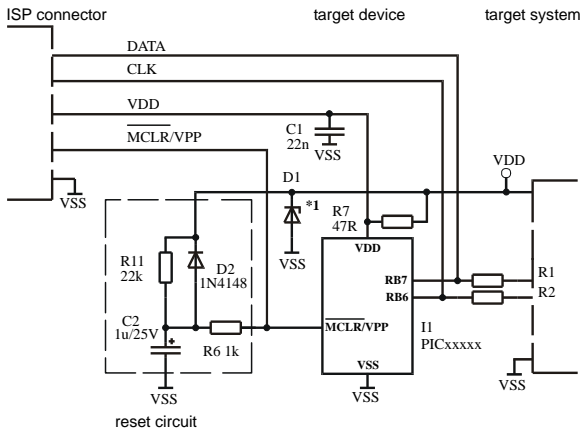 ISP connector
target device
target system
DATA
CLK
VDD
MCLR/VPP
C1
22n
VSS
VSS
VDD
D1
*1
VSS
R7
47R
VDD
R11
22k
D2
1N4148
RB7
RB6
R1
R2
C2
1u/25V
+
R6 1k
MCLR/VPP
I1
PICxxxxx
VSS
VSS
VSS
VSS
reset circuit